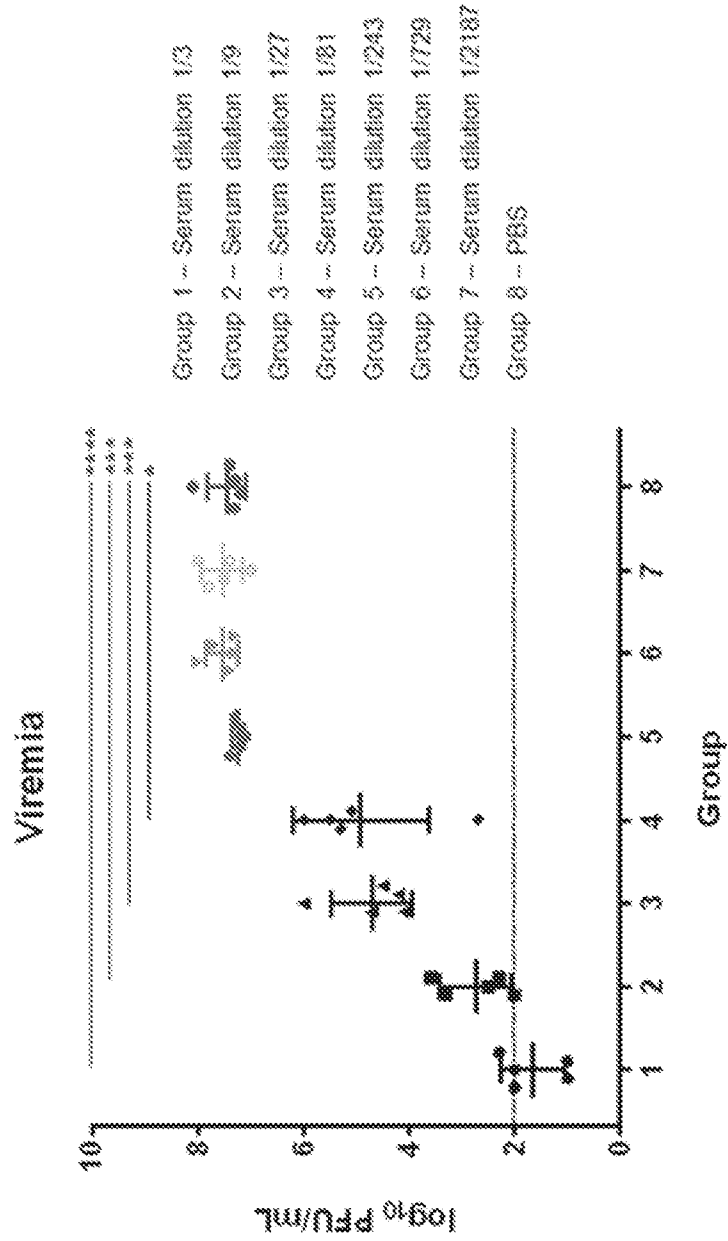 Viremia
****
***
***
*
log10 PFU/mL
10
8
6
4
2
0
1 2 3 4 5 6 7 8
Group
Group 1 -- Serum dilution 1/3
Group 2 -- Serum dilution 1/9
Group 3 -- Serum dilution 1/27
Group 4 -- Serum dilution 1/81
Group 5 -- Serum dilution 1/243
Group 6 -- Serum dilution 1/729
Group 7 -- Serum dilution 1/2187
Group 8 -- PBS